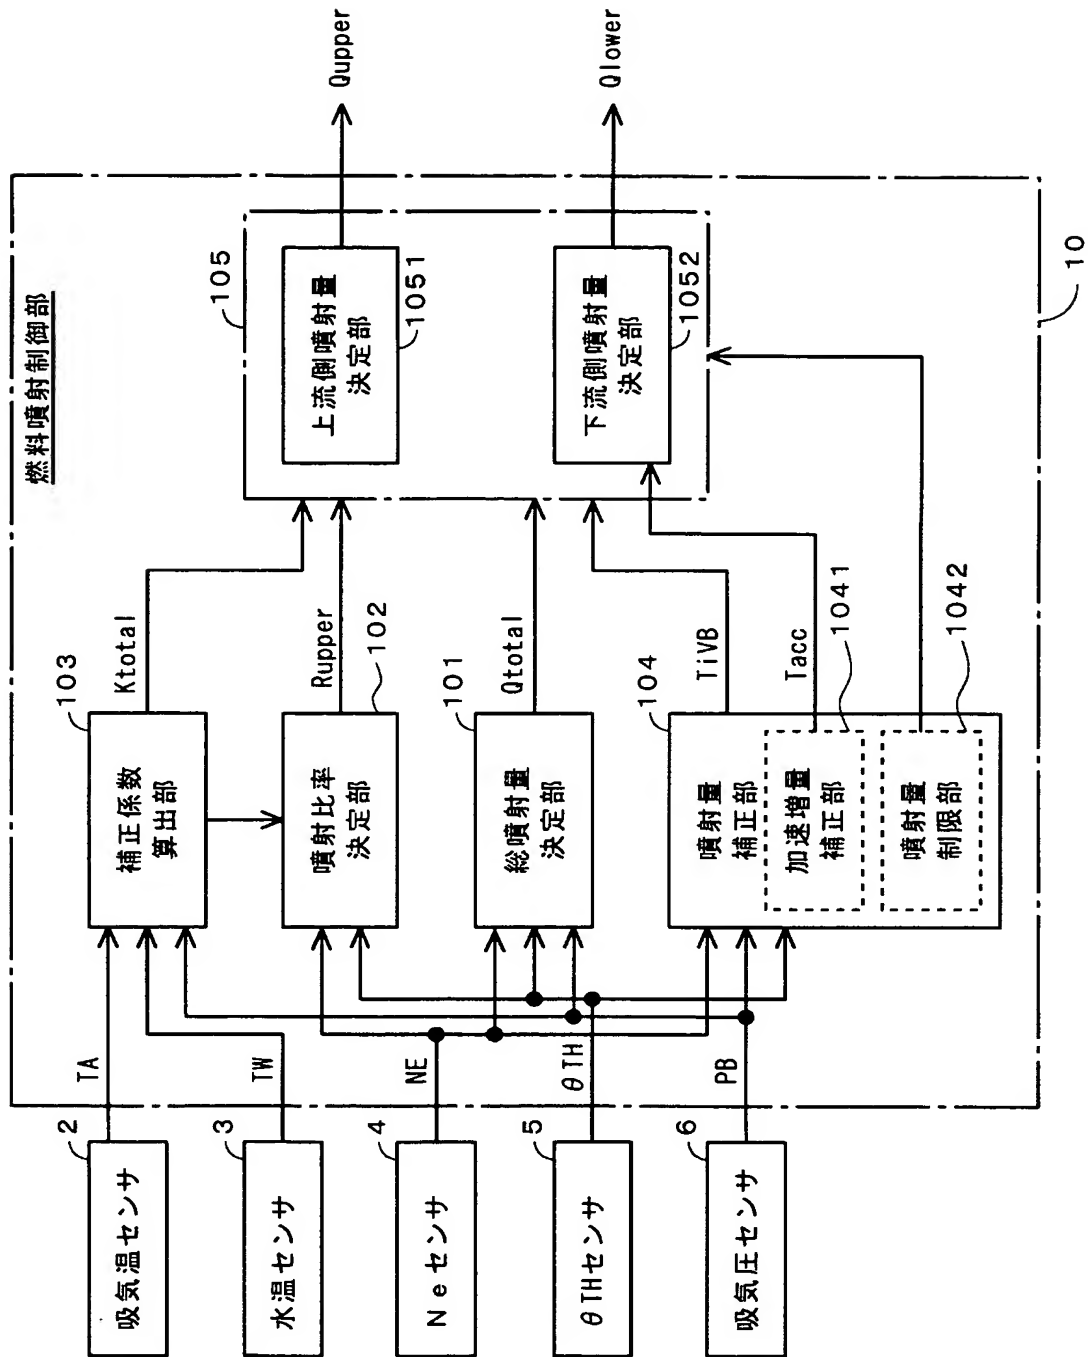 燃料噴射制御部
吸気温センサ
2
水温センサ
3
Neセンサ
4
θTHセンサ
5
吸気圧センサ
6
TA
TW
NE
θTH
PB
補正係数
算出部
103
噴射比率
決定部
102
総噴射量
決定部
101
噴射量
補正部
104
加速増量
補正部
1041
噴射量
制限部
1042
Ktotal
Rupper
Qtotal
TiVB
Tacc
105
上流側噴射量
決定部
1051
下流側噴射量
決定部
1052
Qupper
Qlower
10